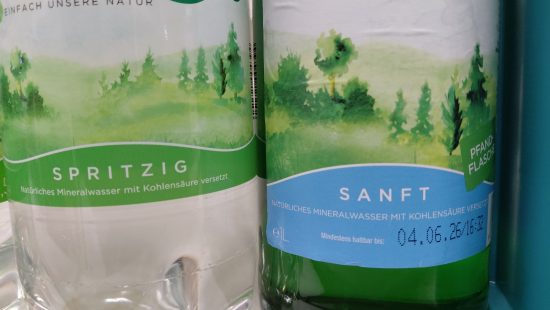 EINFACH UNSERE NATUR
SPRITZIG
Natürliches Mineralwasser mit Kohlensäure versetzt
PFAND-
FLASCHE
SANFT
NATÜRLICHES MINERALWASSER MIT KOHLENSÄURE VERSETZT
Mindestens haltbar bis:
04.06.26/16:32
e1L